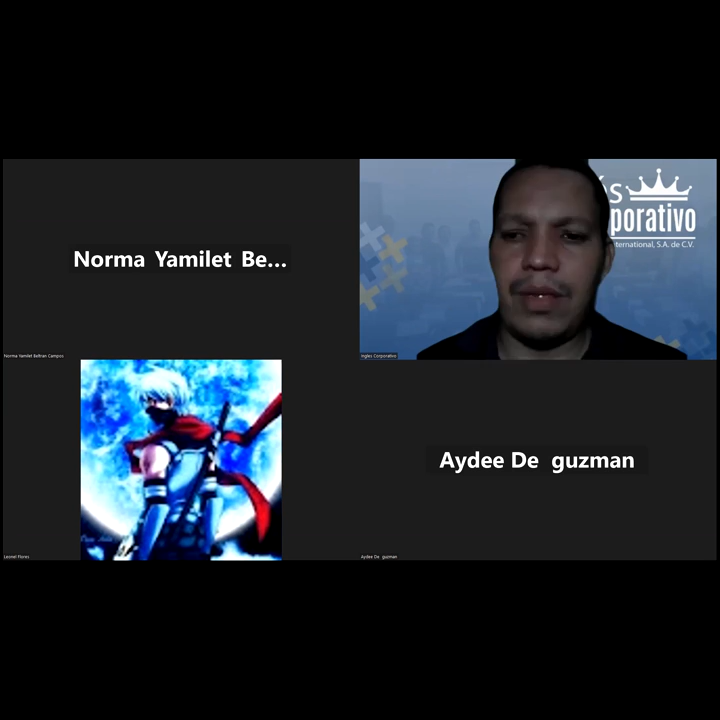 Norma Yamilet Be...
Norma Yamilet Beltran Campos
s
porativo
ternational, S.A. de C.V.
Ingles Corporativo
Leonel Flores
Aydee De guzman
Aydee De guzman